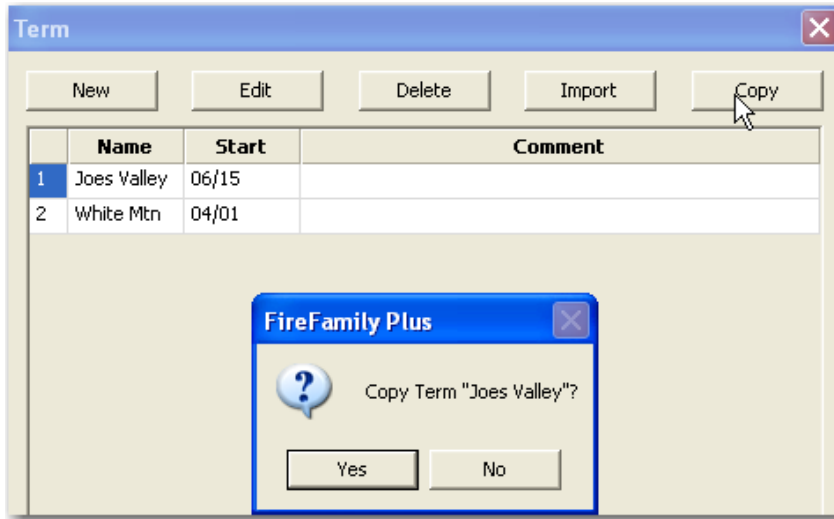 Term
New Edit Delete Import Copy
Name Start Comment
1 Joes Valley 06/15
2 White Mtn 04/01
FireFamily Plus
?
Copy Term "Joes Valley"?
Yes No